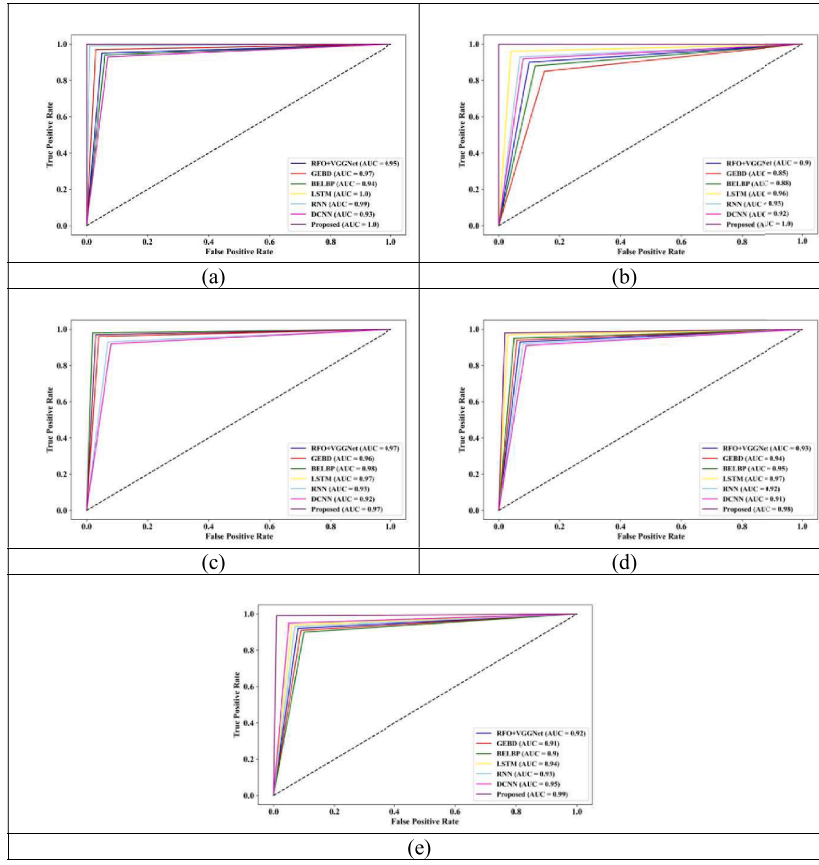 1.0
0.8
0.6
0.4
0.2
0.0
True Positive Rate
RFO+VGGNet (AUC = 0.95)
GEBD (AUC = 0.97)
BELBP (AUC = 0.94)
LSTM (AUC = 1.0)
RNN (AUC = 0.99)
DCNN (AUC = 0.93)
Proposed (AUC = 1.0)
0.0 0.2 0.4 0.6 0.8 1.0
False Positive Rate
(a)
1.0
0.8
0.6
0.4
0.2
0.0
True Positive Rate
RFO+VGGNet (AUC = 0.9)
GEBD (AUC = 0.85)
BELBP (AUC = 0.88)
LSTM (AUC = 0.96)
RNN (AUC = 0.93)
DCNN (AUC = 0.92)
Proposed (AUC = 1.0)
0.0 0.2 0.4 0.6 0.8 1.0
False Positive Rate
(b)
1.0
0.8
0.6
0.4
0.2
0.0
True Positive Rate
RFO+VGGNet (AUC = 0.97)
GEBD (AUC = 0.96)
BELBP (AUC = 0.98)
LSTM (AUC = 0.97)
RNN (AUC = 0.93)
DCNN (AUC = 0.92)
Proposed (AUC = 0.97)
0.0 0.2 0.4 0.6 0.8 1.0
False Positive Rate
(c)
1.0
0.8
0.6
0.4
0.2
0.0
True Positive Rate
RFO+VGGNet (AUC = 0.93)
GEBD (AUC = 0.94)
BELBP (AUC = 0.95)
LSTM (AUC = 0.97)
RNN (AUC = 0.92)
DCNN (AUC = 0.91)
Proposed (AUC = 0.98)
0.0 0.2 0.4 0.6 0.8 1.0
False Positive Rate
(d)
1.0
0.8
0.6
0.4
0.2
0.0
True Positive Rate
RFO+VGGNet (AUC = 0.92)
GEBD (AUC = 0.91)
BELBP (AUC = 0.9)
LSTM (AUC = 0.94)
RNN (AUC = 0.93)
DCNN (AUC = 0.95)
Proposed (AUC = 0.99)
0.0 0.2 0.4 0.6 0.8 1.0
False Positive Rate
(e)